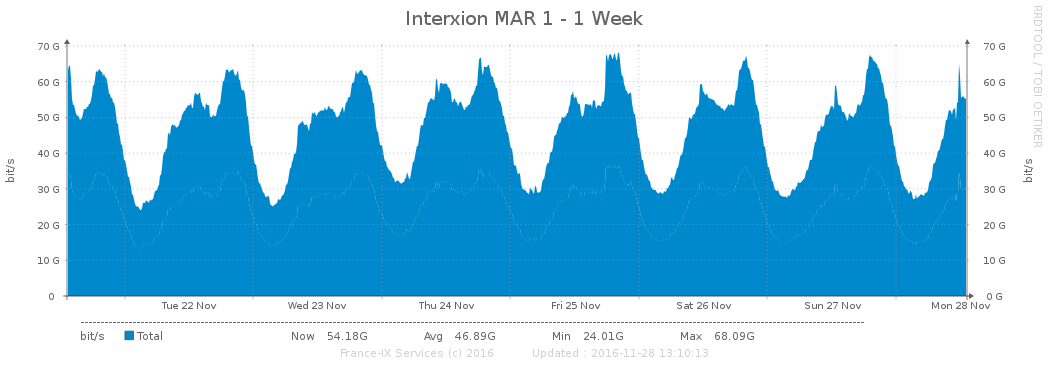 Interxion MAR 1 - 1 Week
RRDTOOL / TOBI OETIKER
bit/s
70 G 70 G
60 G 60 G
50 G 50 G
40 G 40 G
30 G 30 G
20 G 20 G
10 G 10 G
0 0 G
bit/s
Tue 22 Nov Wed 23 Nov Thu 24 Nov Fri 25 Nov Sat 26 Nov Sun 27 Nov Mon 28 Nov
bit/s Total Now 54.18G Avg 46.89G Min 24.01G Max 68.09G
France-IX Services (c) 2016 Updated : 2016-11-28 13:10:13